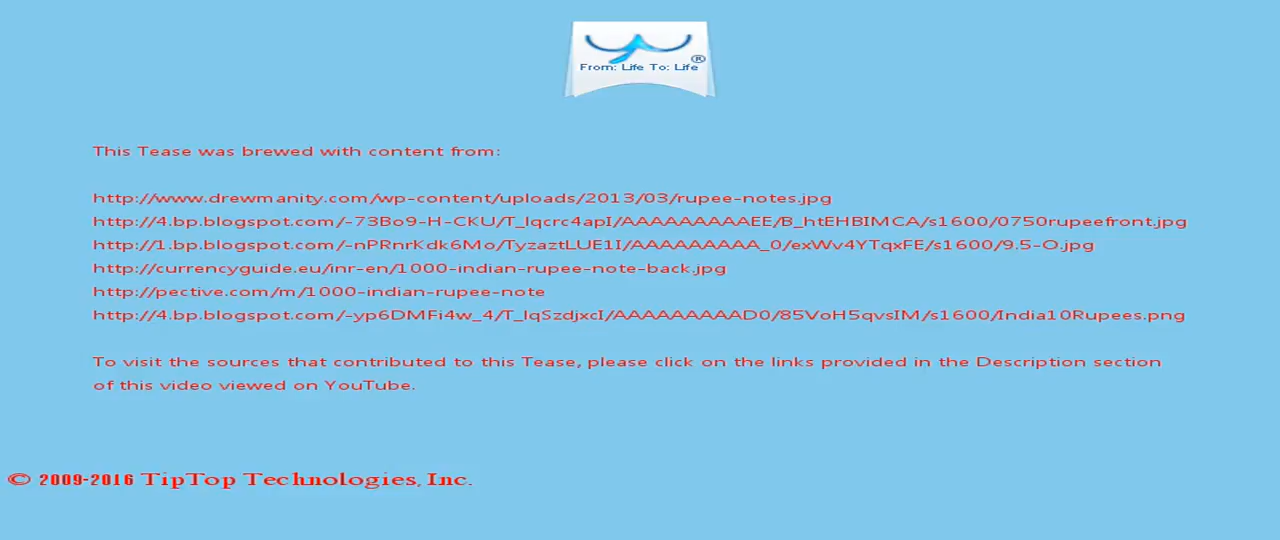 From: Life To: Life ®
This Tease was brewed with content from:
http://www.drewmanity.com/wp-content/uploads/2013/03/rupee-notes.jpg
http://4.bp.blogspot.com/-73Bo9-H-CKU/T_lqcrc4apI/AAAAAAAAAEE/B_htEHBIMCA/s1600/0750rupeefront.jpg
http://1.bp.blogspot.com/-nPRnrKdk6Mo/TyzaztLUE1I/AAAAAAAAA_0/exWv4YTqxFE/s1600/9.5-O.jpg
http://currencyguide.eu/inr-en/1000-indian-rupee-note-back.jpg
http://pective.com/m/1000-indian-rupee-note
http://4.bp.blogspot.com/-yp6DMFi4w_4/T_lqSzdjxcI/AAAAAAAAAD0/85VoH5qvsIM/s1600/India10Rupees.png
To visit the sources that contributed to this Tease, please click on the links provided in the Description section
of this video viewed on YouTube.
© 2009-2016 TipTop Technologies, Inc.